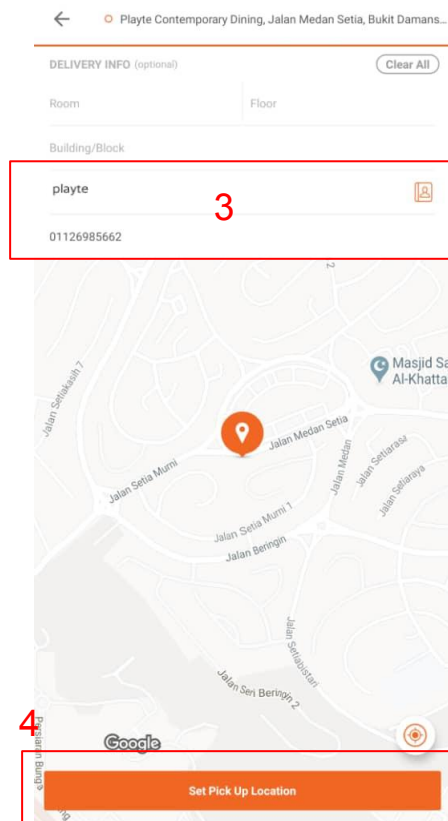 Playte Contemporary Dining, Jalan Medan Setia, Bukit Damans...
DELIVERY INFO (optional)
Clear All
Room
Floor
Building/Block
playte
3
01126985662
2
Masjid Sa
Al-Khatta
Jalan Setiakasih 7
Jalan Medan Setia
Jalan Setia Murni
Jalan Medan
Jalan Setiarasa
Jalan Setiaraya
Jalan Setia Murni 1
Jalan Beringin
Jalan Setiabistari
Jalan Seri Beringin 2
4
Persiaran Bunga
Google
Set Pick Up Location